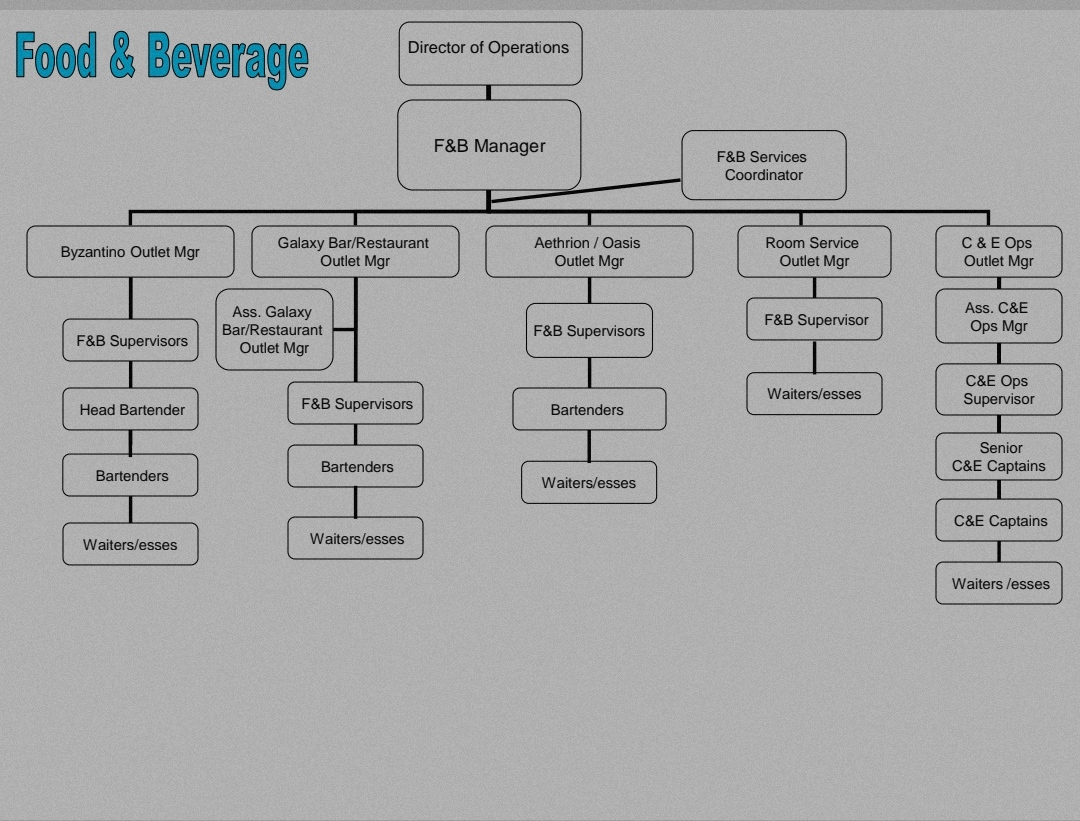 Food & Beverage
Director of Operations
F&B Manager
F&B Services
Coordinator
Byzantino Outlet Mgr
Galaxy Bar/Restaurant
Outlet Mgr
Aethrion / Oasis
Outlet Mgr
Room Service
Outlet Mgr
C & E Ops
Outlet Mgr
F&B Supervisors
Head Bartender
Bartenders
Waiters/esses
Ass. Galaxy
Bar/Restaurant
Outlet Mgr
F&B Supervisors
Bartenders
Waiters/esses
F&B Supervisors
Bartenders
Waiters/esses
F&B Supervisor
Waiters/esses
Ass. C&E
Ops Mgr
C&E Ops
Supervisor
Senior
C&E Captains
C&E Captains
Waiters /esses